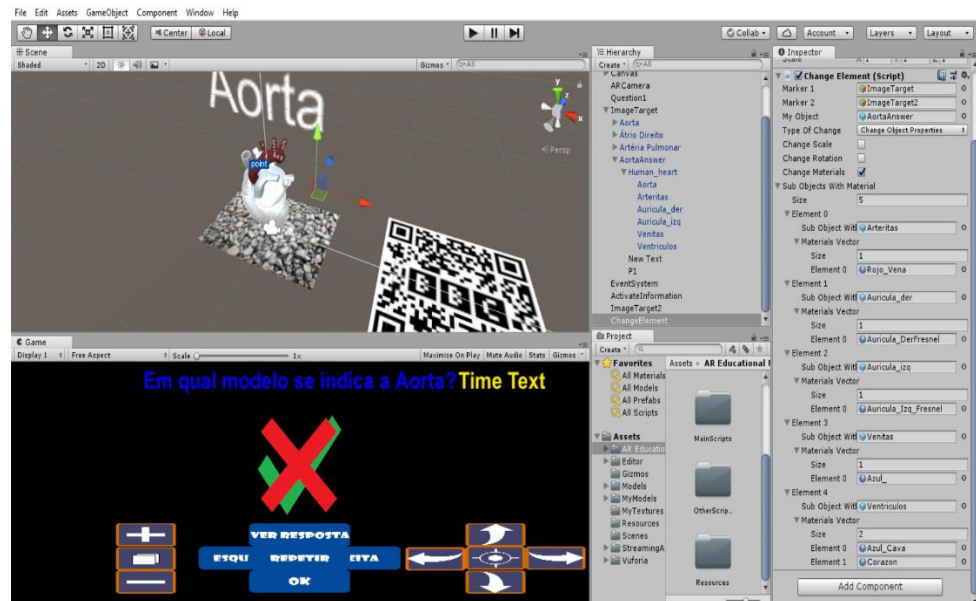 File Edit Assets GameObject Component Window Help
Center Local
Collab Account Layers Layout
Scene
Shaded 2D Gizmos All
Aorta
point
y
x
z
Persp
Hierarchy
Create All
Canvas
ARCamera
Question1
ImageTarget
Aorta
Átrio Direito
Artéria Pulmonar
AortaAnswer
Human_heart
Aorta
Arteritas
Auricula_der
Auricula_izq
Venitas
Ventriculos
New Text
P1
EventSystem
ActivateInformation
ImageTarget2
ChangeElement
Game
Display 1 Free Aspect Scale 1x Maximize On Play Mute Audio Stats Gizmos
Em qual modelo se indica a Aorta? Time Text
VER RESPOSTA
ESQU REPETIR EITA
OK
Project
Create
Favorites
All Materials
All Models
All Prefabs
All Scripts
Assets
AR Educatio
Editor
Gizmos
Models
MyModels
MyTextures
Resources
Scenes
StreamingA
Vuforia
Assets AR Educational
MainScripts
OtherScrip...
Resources
Inspector
Scale X 1 Y 1 Z 1
Change Element (Script)
Marker 1 ImageTarget
Marker 2 ImageTarget2
My Object AortaAnswer
Type Of Change Change Object Properties
Change Scale
Change Rotation
Change Materials
Sub Objects With Material
Size 5
Element 0
Sub Object Wit Arteritas
Materials Vector
Size 1
Element 0 Rojo_Vena
Element 1
Sub Object Wit Auricula_der
Materials Vector
Size 1
Element 0 Auricula_DerFresnel
Element 2
Sub Object Wit Auricula_izq
Materials Vector
Size 1
Element 0 Auricula_Izq_Fresnel
Element 3
Sub Object Wit Venitas
Materials Vector
Size 1
Element 0 Azul_
Element 4
Sub Object Wit Ventriculos
Materials Vector
Size 2
Element 0 Azul_Cava
Element 1 Corazon
Add Component